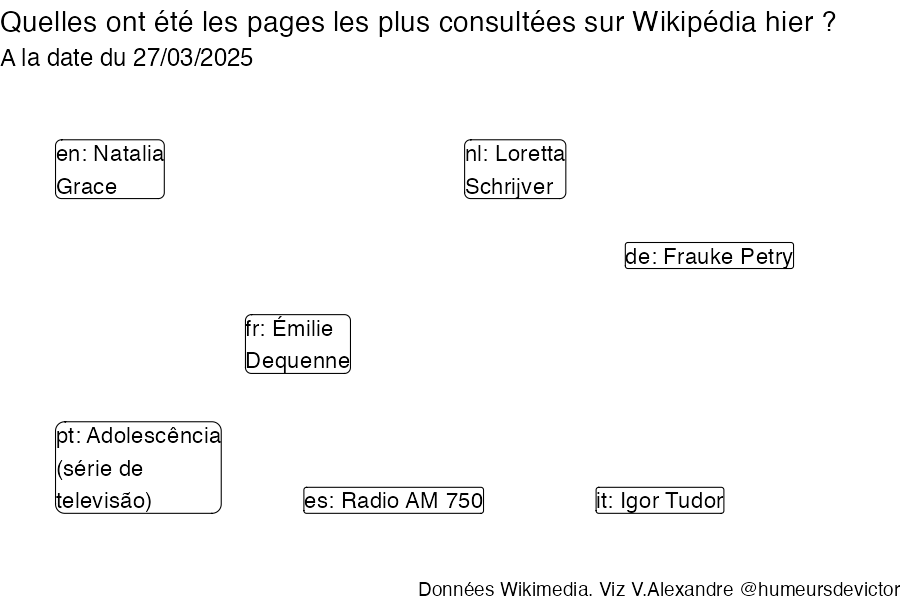 Quelles ont été les pages les plus consultées sur Wikipédia hier ?
A la date du 27/03/2025
en: Natalia
Grace
nl: Loretta
Schrijver
de: Frauke Petry
fr: Émilie
Dequenne
pt: Adolescência
(série de
televisão)
es: Radio AM 750
it: Igor Tudor
Données Wikimedia. Viz V.Alexandre @humeursdevictor